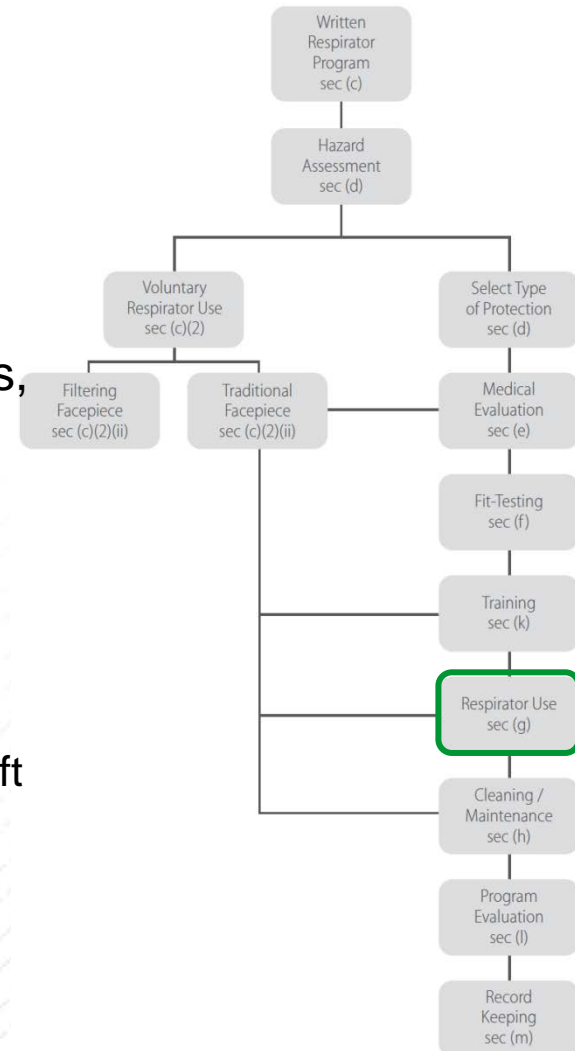 Written
Respirator
Program
sec (c)
Hazard
Assessment
sec (d)
Voluntary
Respirator Use
sec (c)(2)
Select Type
of Protection
sec (d)
s,
Filtering
Facepiece
sec (c)(2)(ii)
Traditional
Facepiece
sec (c)(2)(ii)
Medical
Evaluation
sec (e)
Fit-Testing
sec (f)
Training
sec (k)
Respirator Use
sec (g)
ft
Cleaning /
Maintenance
sec (h)
Program
Evaluation
sec (l)
Record
Keeping
sec (m)